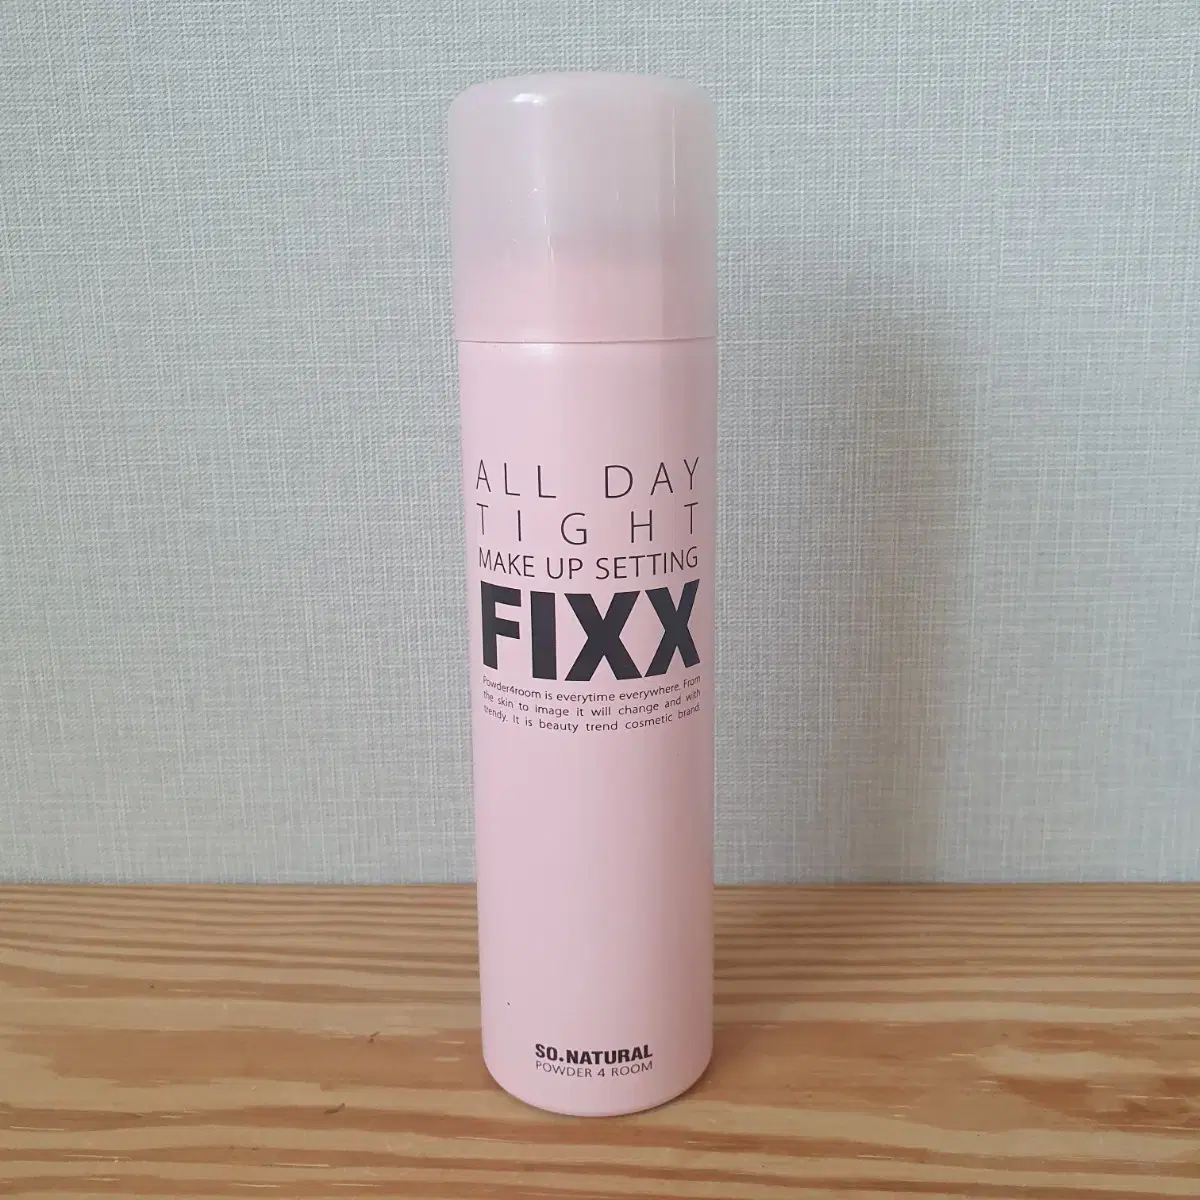 ALL DAY
TIGHT
MAKE UP SETTING
FIXX
Powder4room is everytime everywhere. From
the skin to image it will change and with
trendy. It is beauty trend cosmetic brand.
SO.NATURAL
POWDER 4 ROOM